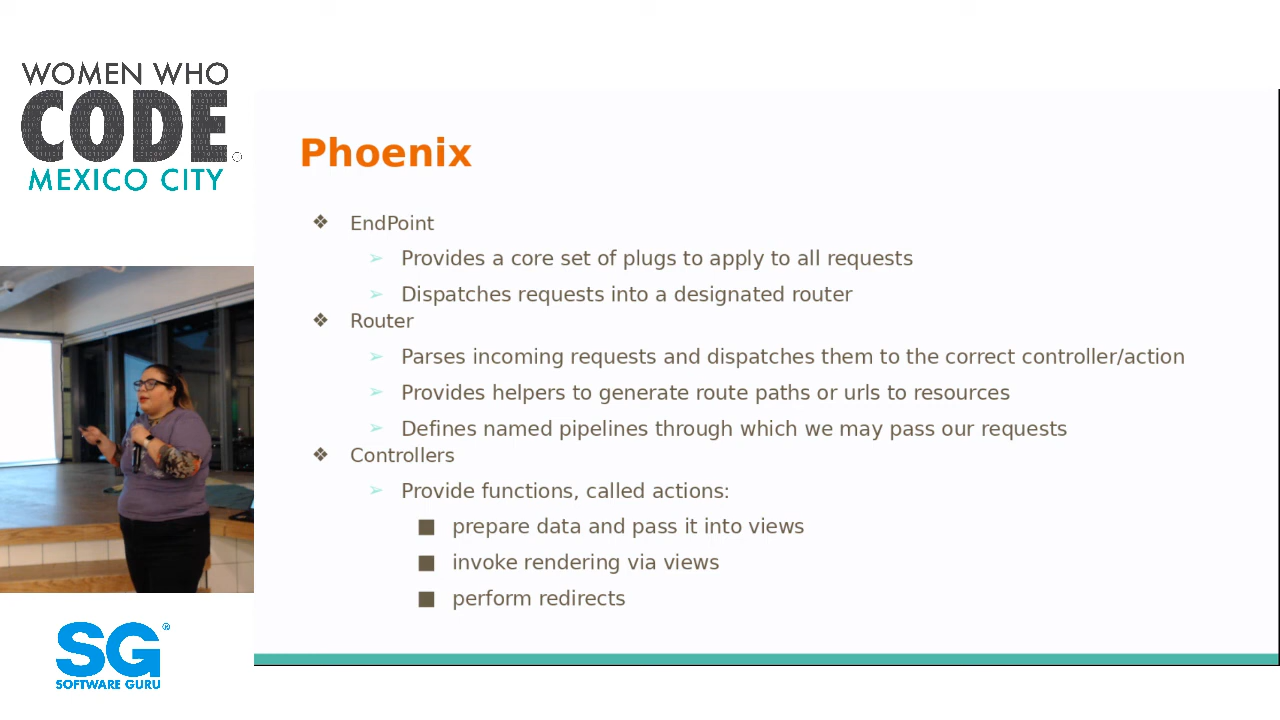 WOMEN WHO
CODE
MEXICO CITY
Phoenix
❖ EndPoint
➢ Provides a core set of plugs to apply to all requests
➢ Dispatches requests into a designated router
❖ Router
➢ Parses incoming requests and dispatches them to the correct controller/action
➢ Provides helpers to generate route paths or urls to resources
➢ Defines named pipelines through which we may pass our requests
❖ Controllers
➢ Provide functions, called actions:
■ prepare data and pass it into views
■ invoke rendering via views
■ perform redirects
SG®
SOFTWARE GURU